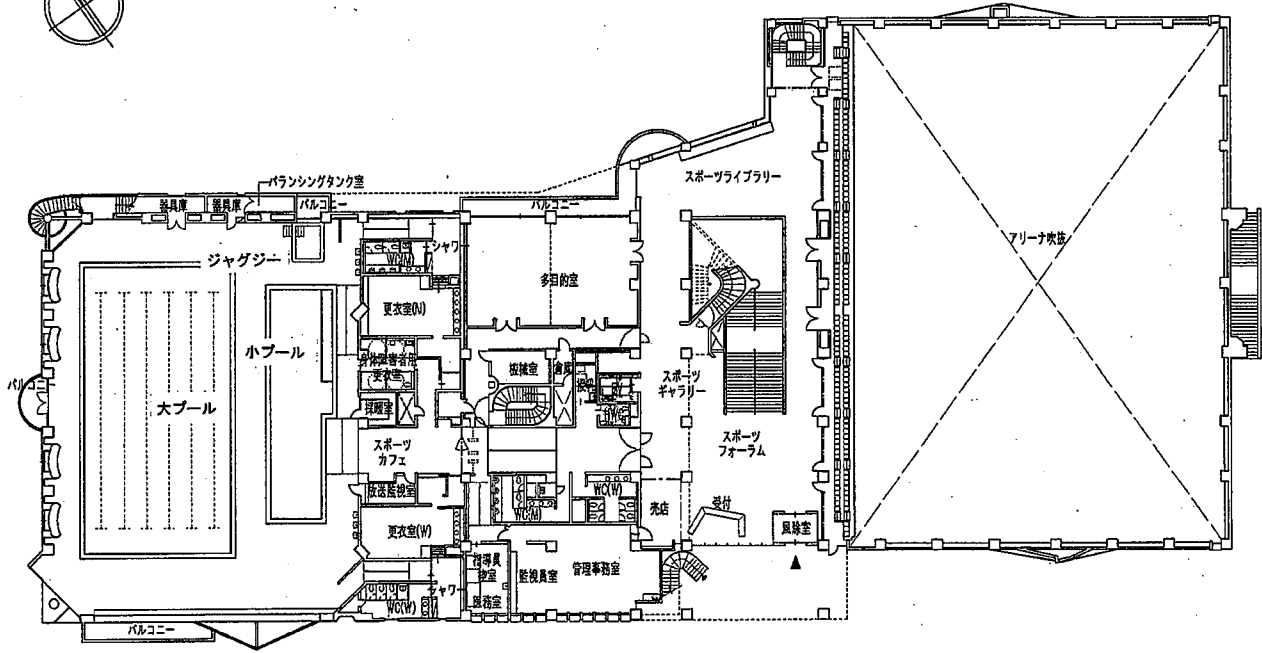 バランシングタンク室
器具庫
器具庫
バルコニー
バルコニー
スポーツライブラリー
シャワー
WC(M)
ジャグジー
アリーナ吹抜
多目的室
更衣室(N)
小プール
身体障害者用
更衣室
機械室
倉庫
スポーツ
ギャラリー
バルコニー
大プール
採暖室
WC
スポーツ
カフェ
スポーツ
フォーラム
放送監視室
WC(W)
WC(M)
売店
受付
風除室
更衣室(W)
指導員
控室
監視員室
管理事務室
医務室
シャワー
WC(W)
バルコニー